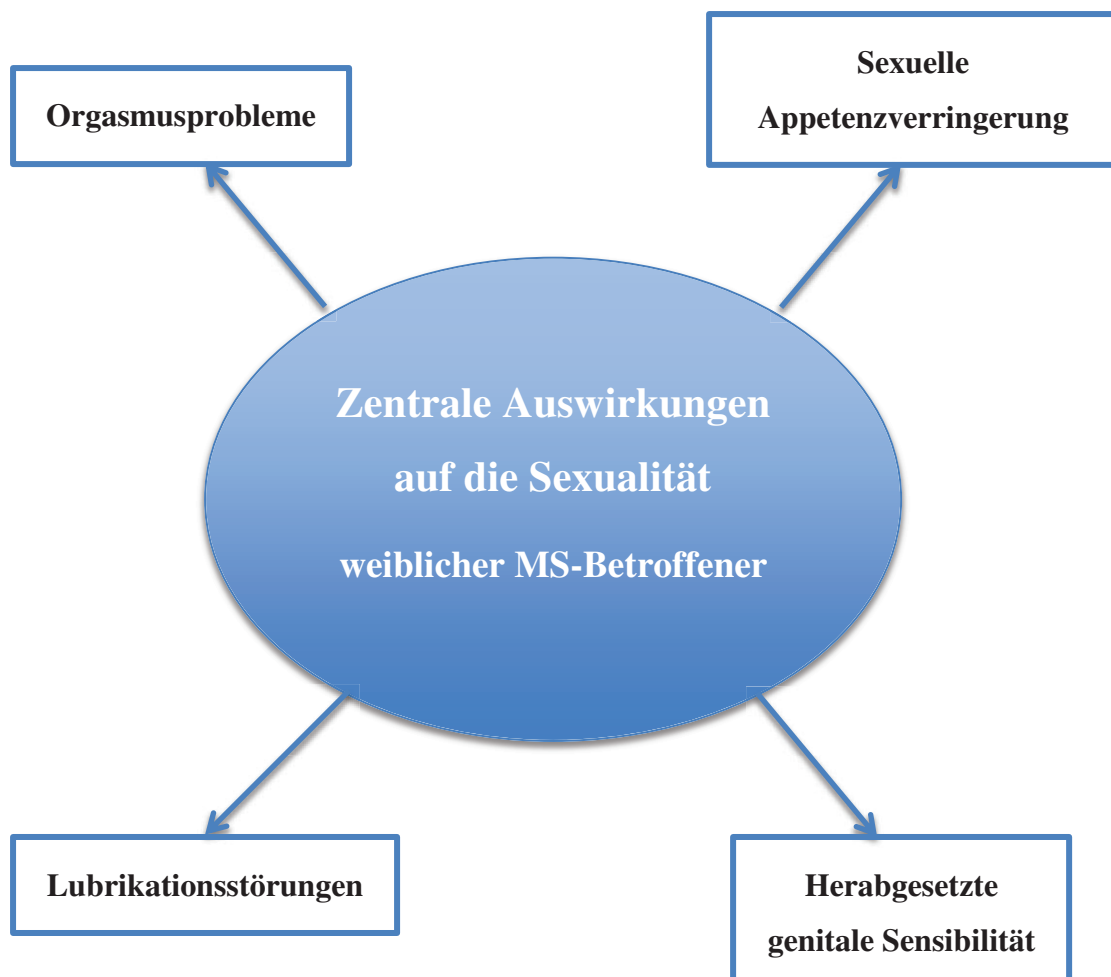 Orgasmusprobleme
Sexuelle
Appetenzverringerung
Zentrale Auswirkungen
auf die Sexualität
weiblicher MS-Betroffener
Lubrikationsstörungen
Herabgesetzte
genitale Sensibilität